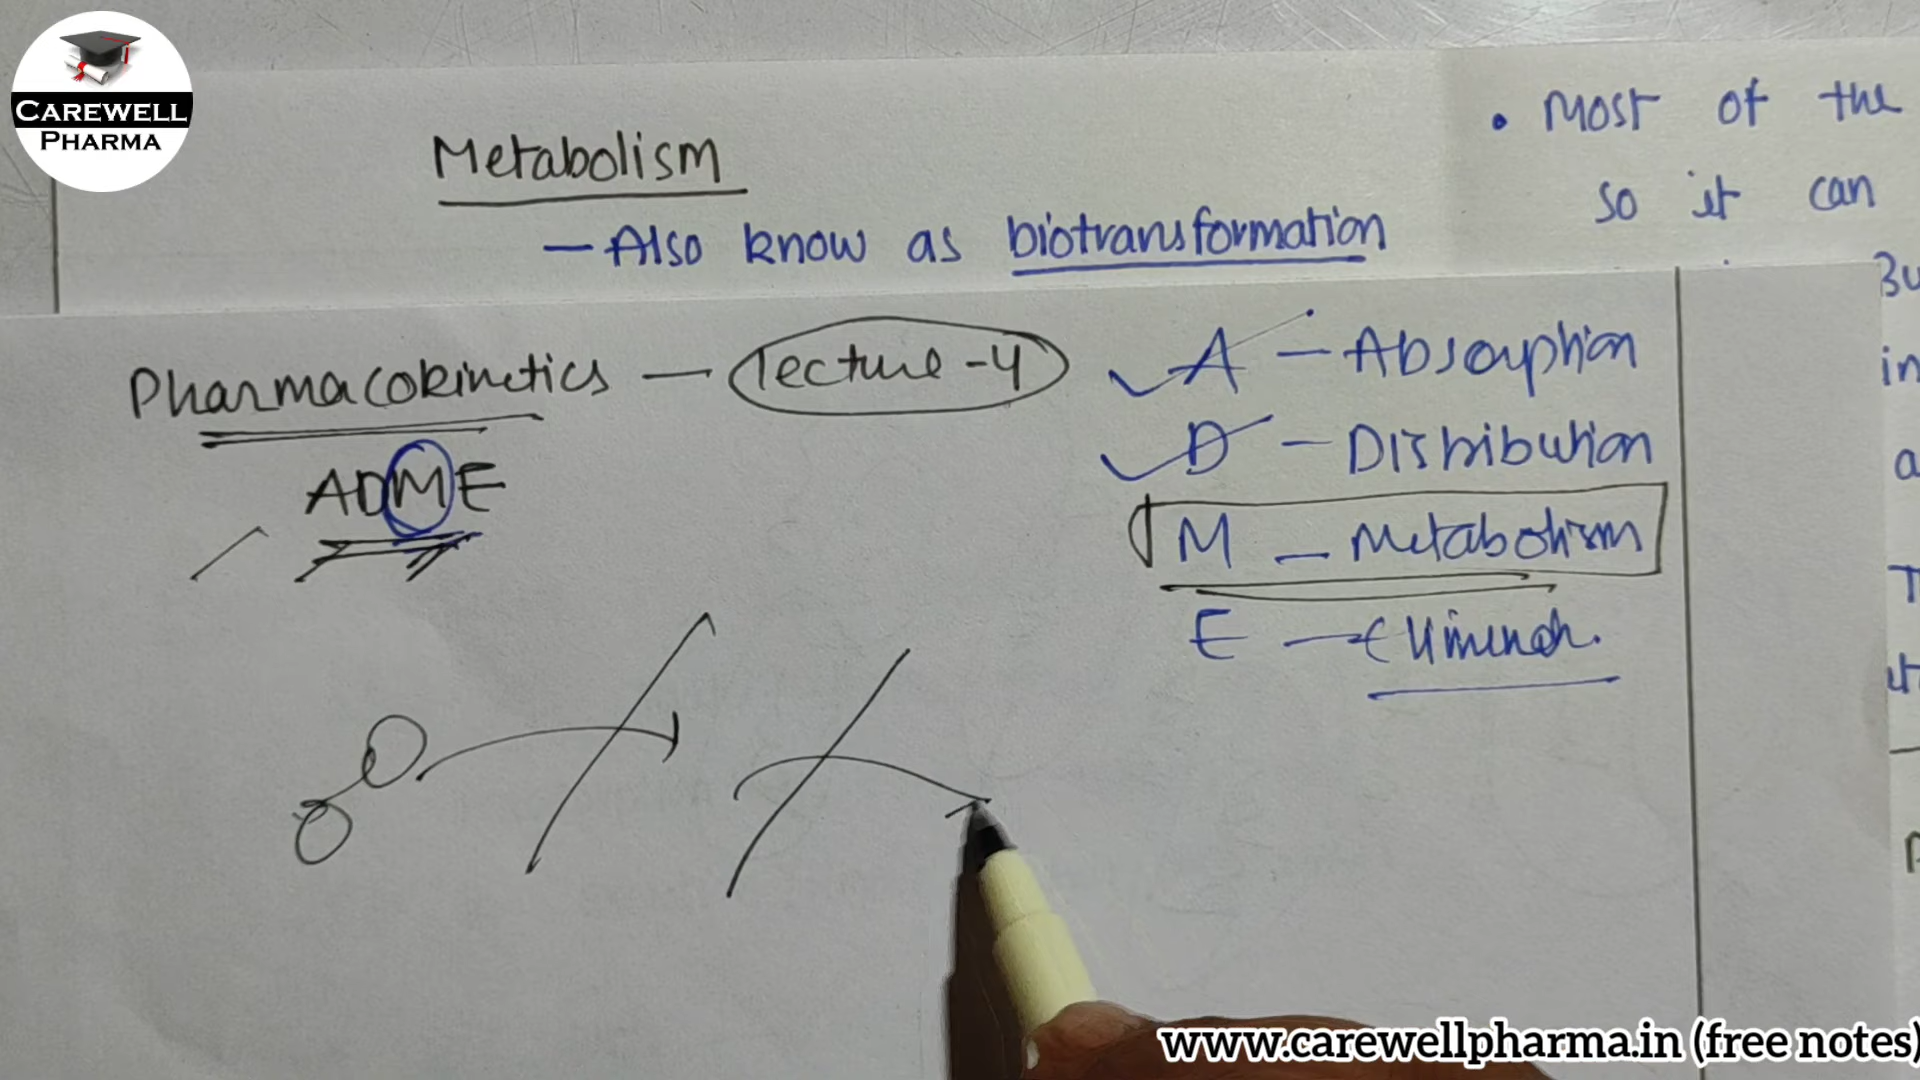 CAREWELL
PHARMA
Metabolism
— Also know as biotransformation
• Most of the
so it can
Pharmacokinetics — lecture-4
ADME
A — Absorption
D — Distribution
M — Metabolism
E —
in
a
www.carewellpharma.in (free notes)